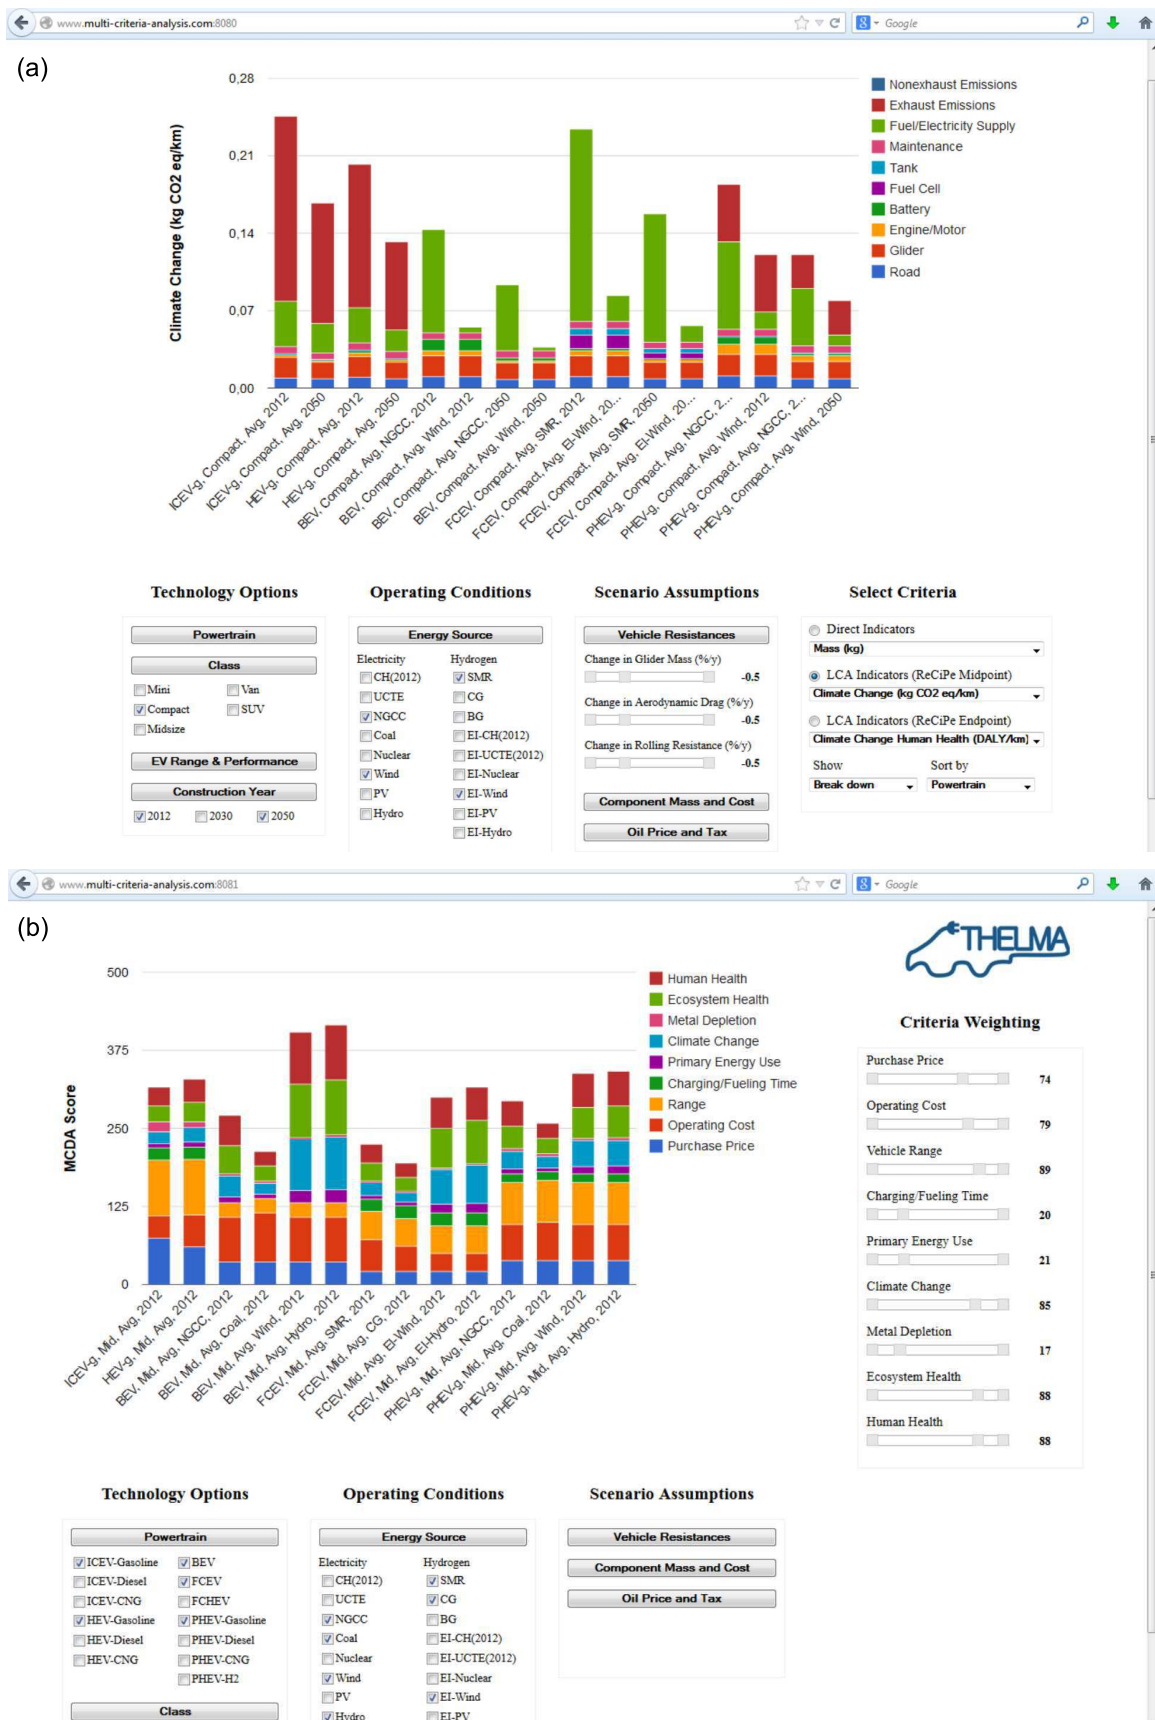 www.multi-criteria-analysis.com:8080
Google
(a)
0,28
0,21
0,14
0,07
0,00
Climate Change (kg CO2 eq/km)
Nonexhaust Emissions
Exhaust Emissions
Fuel/Electricity Supply
Maintenance
Tank
Fuel Cell
Battery
Engine/Motor
Glider
Road
ICEV-g, Compact, Avg, 2012
ICEV-g, Compact, Avg, 2050
HEV-g, Compact, Avg, 2012
HEV-g, Compact, Avg, 2050
BEV, Compact, Avg, NGCC, 2012
BEV, Compact, Avg, Wind, 2012
BEV, Compact, Avg, NGCC, 2050
BEV, Compact, Avg, Wind, 2050
FCEV, Compact, Avg, SMR, 2012
FCEV, Compact, Avg, EI-Wind, 20...
FCEV, Compact, Avg, SMR, 2050
FCEV, Compact, Avg, EI-Wind, 20...
PHEV-g, Compact, Avg, NGCC, 2...
PHEV-g, Compact, Avg, Wind, 2012
PHEV-g, Compact, Avg, NGCC, 2...
PHEV-g, Compact, Avg, Wind, 2050
Technology Options
Powertrain
Class
Mini Van
Compact SUV
Midsize
EV Range & Performance
Construction Year
2012 2030 2050
Operating Conditions
Energy Source
Electricity Hydrogen
CH(2012) SMR
UCTE CG
NGCC BG
Coal EI-CH(2012)
Nuclear EI-UCTE(2012)
Wind EI-Nuclear
PV EI-Wind
Hydro EI-PV
EI-Hydro
Scenario Assumptions
Vehicle Resistances
Change in Glider Mass (%/y)
-0.5
Change in Aerodynamic Drag (%/y)
-0.5
Change in Rolling Resistance (%/y)
-0.5
Component Mass and Cost
Oil Price and Tax
Select Criteria
Direct Indicators
Mass (kg)
LCA Indicators (ReCiPe Midpoint)
Climate Change (kg CO2 eq/km)
LCA Indicators (ReCiPe Endpoint)
Climate Change Human Health (DALY/km)
Show Sort by
Break down Powertrain
www.multi-criteria-analysis.com:8081
Google
(b)
500
375
250
125
0
MCDA Score
Human Health
Ecosystem Health
Metal Depletion
Climate Change
Primary Energy Use
Charging/Fueling Time
Range
Operating Cost
Purchase Price
ICEV-g, Mid, Avg, 2012
HEV-g, Mid, Avg, 2012
BEV, Mid, Avg, NGCC, 2012
BEV, Mid, Avg, Coal, 2012
BEV, Mid, Avg, Wind, 2012
BEV, Mid, Avg, Hydro, 2012
FCEV, Mid, Avg, SMR, 2012
FCEV, Mid, Avg, CG, 2012
FCEV, Mid, Avg, EI-Wind, 2012
FCEV, Mid, Avg, EI-Hydro, 2012
PHEV-g, Mid, Avg, NGCC, 2012
PHEV-g, Mid, Avg, Coal, 2012
PHEV-g, Mid, Avg, Wind, 2012
PHEV-g, Mid, Avg, Hydro, 2012
THELMA
Criteria Weighting
Purchase Price
74
Operating Cost
79
Vehicle Range
89
Charging/Fueling Time
20
Primary Energy Use
21
Climate Change
85
Metal Depletion
17
Ecosystem Health
88
Human Health
88
Technology Options
Powertrain
ICEV-Gasoline BEV
ICEV-Diesel FCEV
ICEV-CNG FCHEV
HEV-Gasoline PHEV-Gasoline
HEV-Diesel PHEV-Diesel
HEV-CNG PHEV-CNG
PHEV-H2
Class
Operating Conditions
Energy Source
Electricity Hydrogen
CH(2012) SMR
UCTE CG
NGCC BG
Coal EI-CH(2012)
Nuclear EI-UCTE(2012)
Wind EI-Nuclear
PV EI-Wind
Hydro EI-PV
Scenario Assumptions
Vehicle Resistances
Component Mass and Cost
Oil Price and Tax